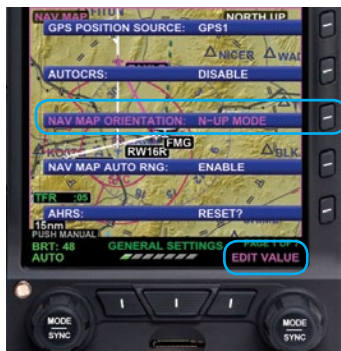 NAV MAP NORTH UP
GPS POSITION SOURCE: GPS1
NICER WAL
AUTOCRS: DISABLE
NAV MAP ORIENTATION: N-UP MODE
FMG
RW16R BLK
NAV MAP AUTO RNG: ENABLE
TFR :05
AHRS: RESET?
15nm
PUSH MANUAL
BRT: 48 GENERAL SETTINGS PAGE 1 OF 7
AUTO EDIT VALUE
MODE MODE
SYNC SYNC